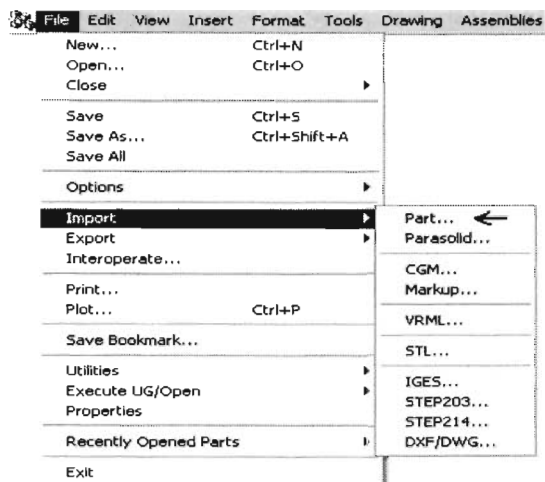 File Edit View Insert Format Tools Drawing Assemblies
New... Ctrl+N
Open... Ctrl+O
Close
Save Ctrl+S
Save As... Ctrl+Shift+A
Save All
Options
Import
Export
Interoperate...
Print...
Plot... Ctrl+P
Save Bookmark...
Utilities
Execute UG/Open
Properties
Recently Opened Parts
Exit
Part...
Parasolid...
CGM...
Markup...
VRML...
STL...
IGES...
STEP203...
STEP214...
DXF/DWG...